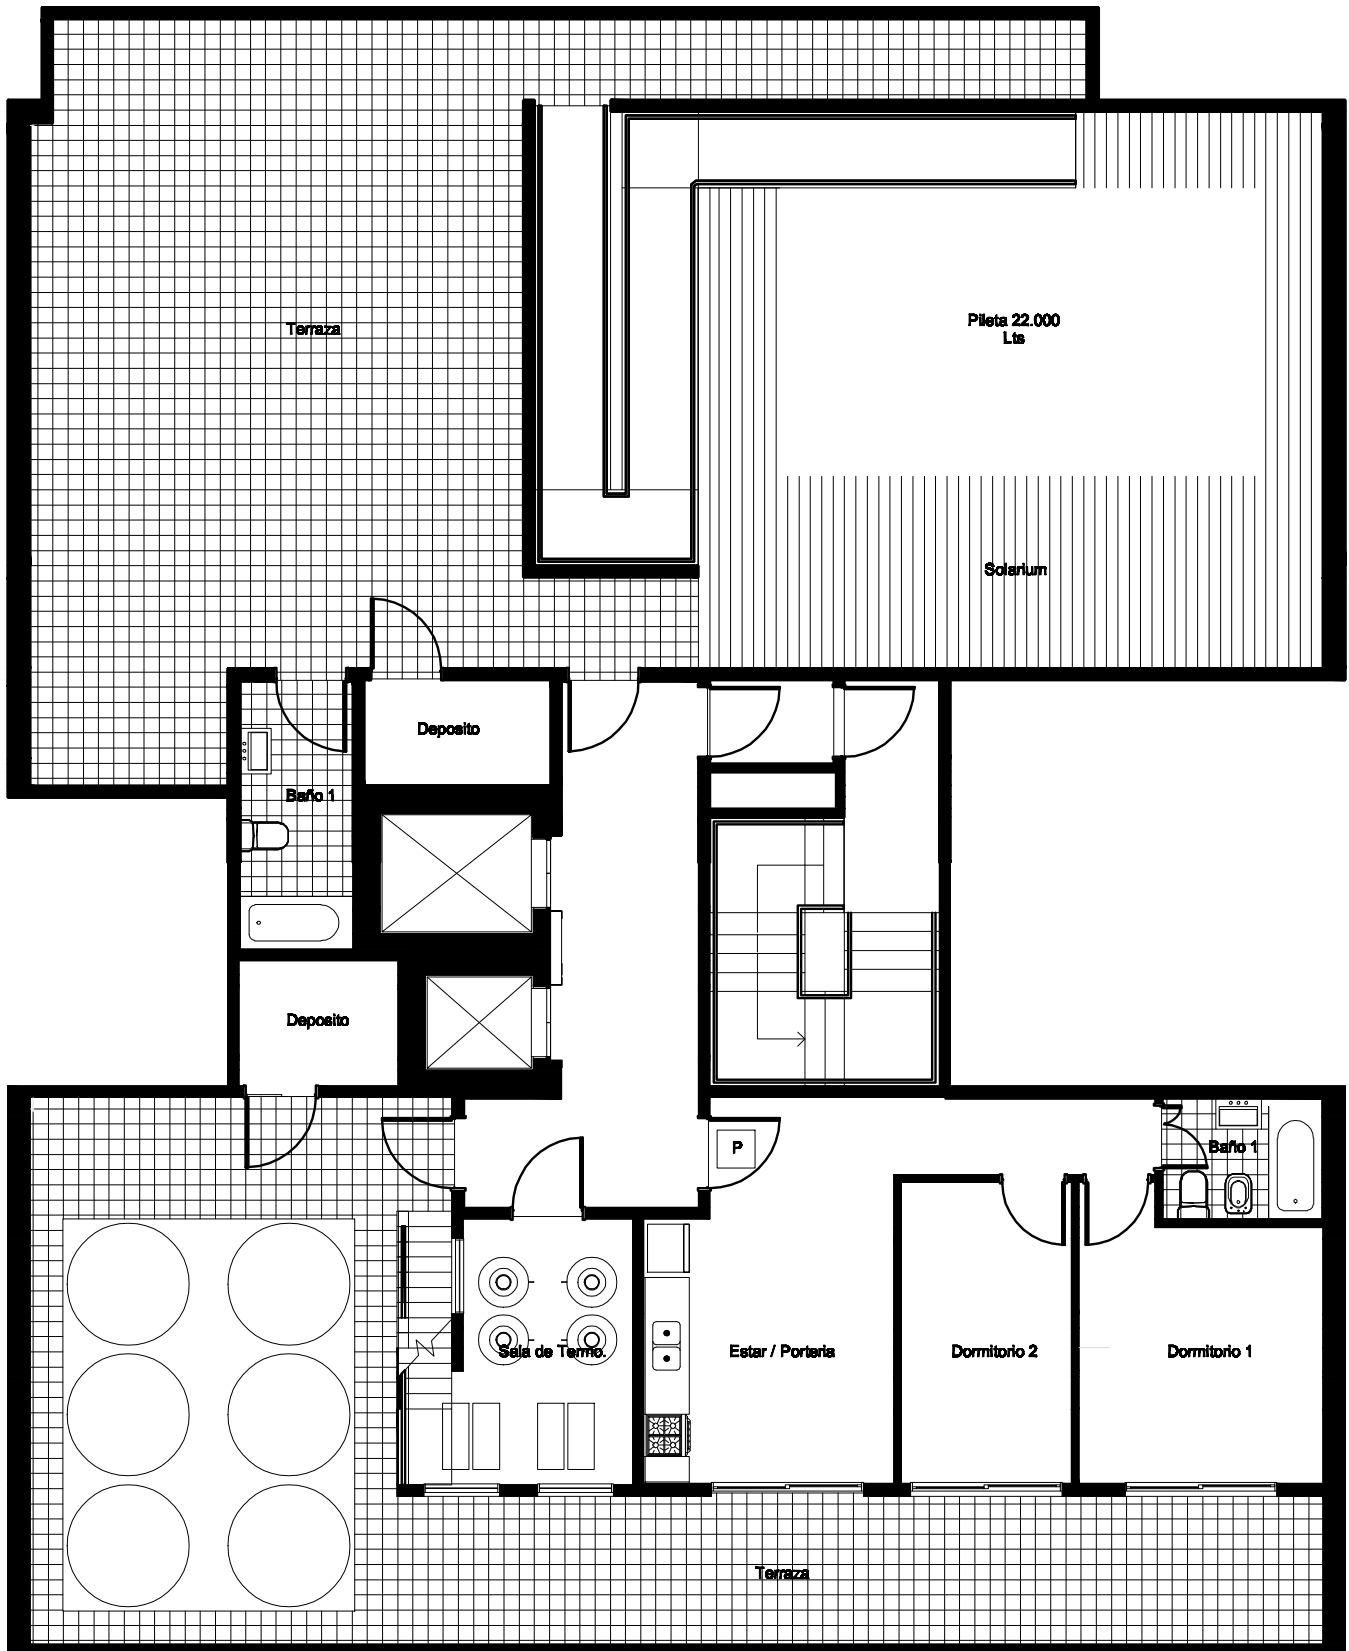 Terraza
Pileta 22.000
Lts
Solarium
Deposito
Baño 1
Deposito
P
Baño 1
Sala de Termo.
Estar / Porteria
Dormitorio 2
Dormitorio 1
Terraza